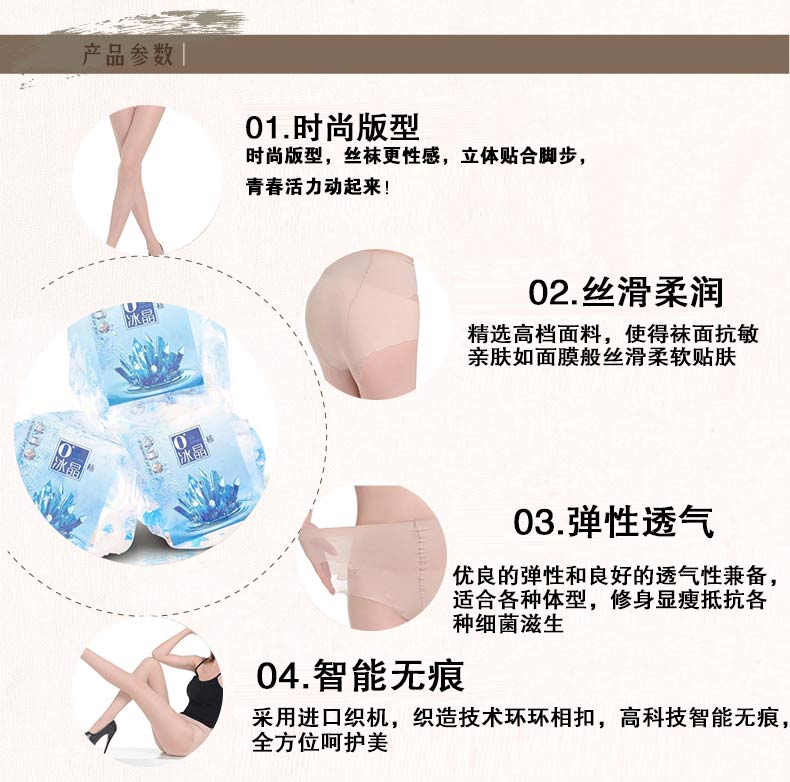 产品参数
01.时尚版型
时尚版型，丝袜更性感，立体贴合脚步，
青春活力动起来!
02.丝滑柔润
精选高档面料，使得袜面抗敏
亲肤如面膜般丝滑柔软贴肤
冰晶
冰晶
冰晶
03.弹性透气
优良的弹性和良好的透气性兼备，
适合各种体型，修身显瘦抵抗各
种细菌滋生
04.智能无痕
采用进口织机，织造技术环环相扣，高科技智能无痕，
全方位呵护美